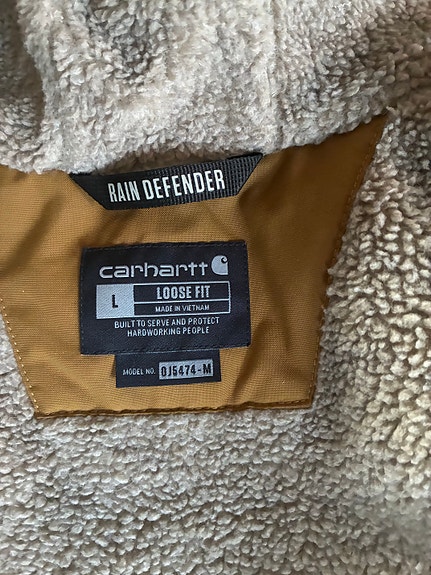 RAIN DEFENDER
carhartt
L LOOSE FIT
MADE IN VIETNAM
BUILT TO SERVE AND PROTECT
HARDWORKING PEOPLE
MODEL NO. OJ5474-M